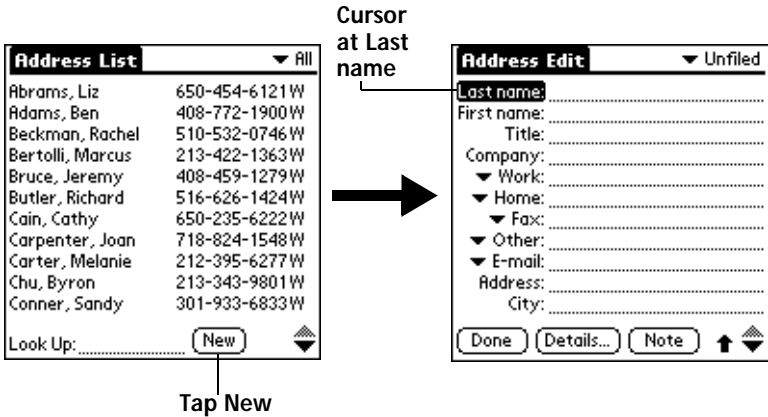 Cursor
at Last
name
Address List
▼ All
Abrams, Liz 650-454-6121W
Adams, Ben 408-772-1900W
Beckman, Rachel 510-532-0746W
Bertolli, Marcus 213-422-1363W
Bruce, Jeremy 408-459-1279W
Butler, Richard 516-626-1424W
Cain, Cathy 650-235-6222W
Carpenter, Joan 718-824-1548W
Carter, Melanie 212-395-6277W
Chu, Byron 213-343-9801W
Conner, Sandy 301-933-6833W
Look Up: New
Tap New
Address Edit
▼ Unfiled
Last name:
First name:
Title:
Company:
▼ Work:
▼ Home:
▼ Fax:
▼ Other:
▼ E-mail:
Address:
City:
Done Details... Note